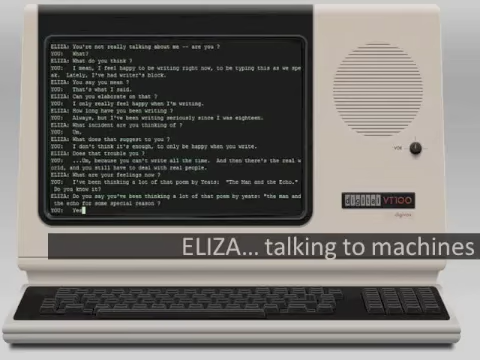 ELIZA: You're not really talking about me -- are you ?
YOU: What?
ELIZA: What do you think ?
YOU: I mean, I feel happy to be writing right now, to be typing this as we spe
ak. Lately, I've had writer's block.
ELIZA: You say you mean ?
YOU: That's what I said.
ELIZA: Can you elaborate on that ?
YOU: I only really feel happy when I'm writing.
ELIZA: How long have you been writing ?
YOU: Always, but I've been writing seriously since I was eighteen.
ELIZA: What incident are you thinking of ?
YOU: Um.
ELIZA: What does that suggest to you ?
YOU: I don't think it's enough, to only be happy when you write.
ELIZA: Does that trouble you ?
YOU: ...Um, because you can't write all the time. And then there's the real w
orld, and you still have to deal with real people.
ELIZA: What are your feelings now ?
YOU: I've been thinking a lot of that poem by Yeats: "The Man and the Echo."
Do you know it?
ELIZA: Do you say you've been thinking a lot of that poem by yeats: "the man and
the echo for some special reason ?
YOU: Yes
digital VT100
ELIZA... talking to machines